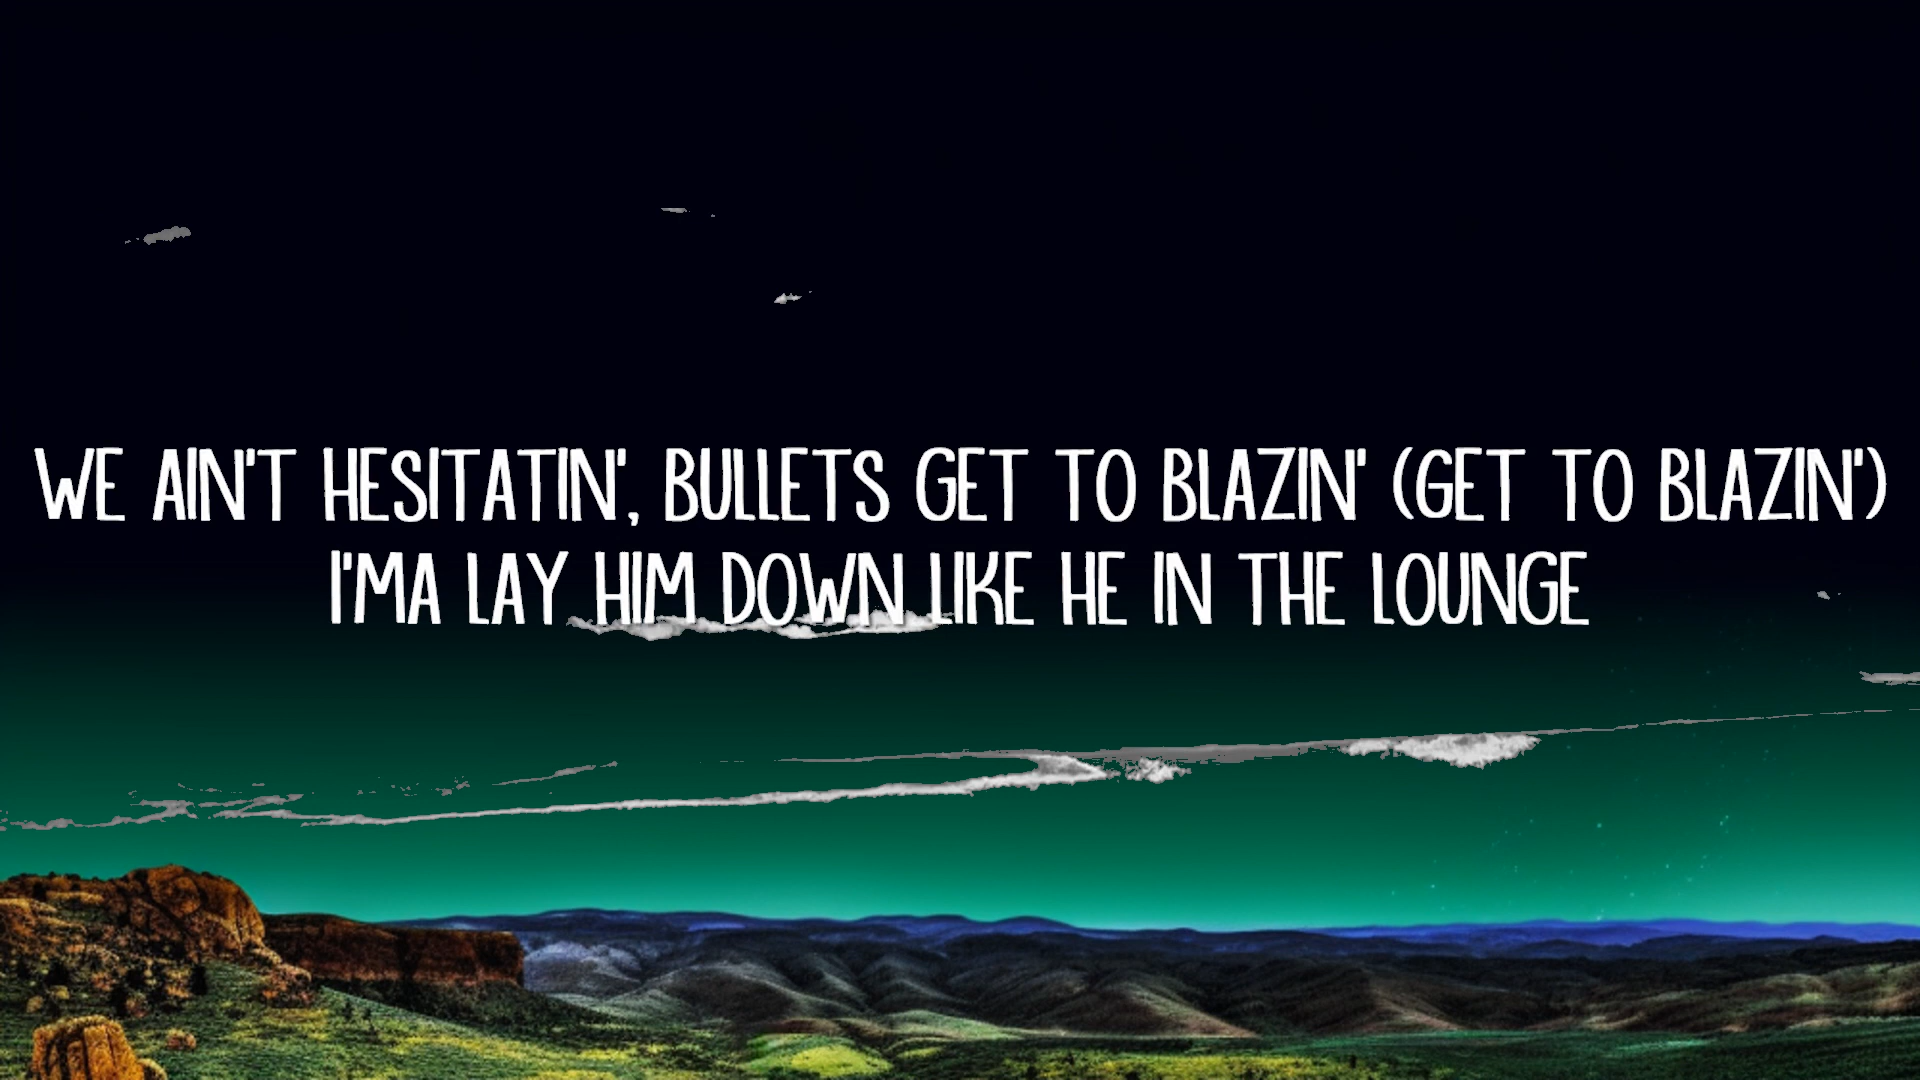 WE AIN'T HESITATIN', BULLETS GET TO BLAZIN' (GET TO BLAZIN')
I'MA LAY HIM DOWN LIKE HE IN THE LOUNGE